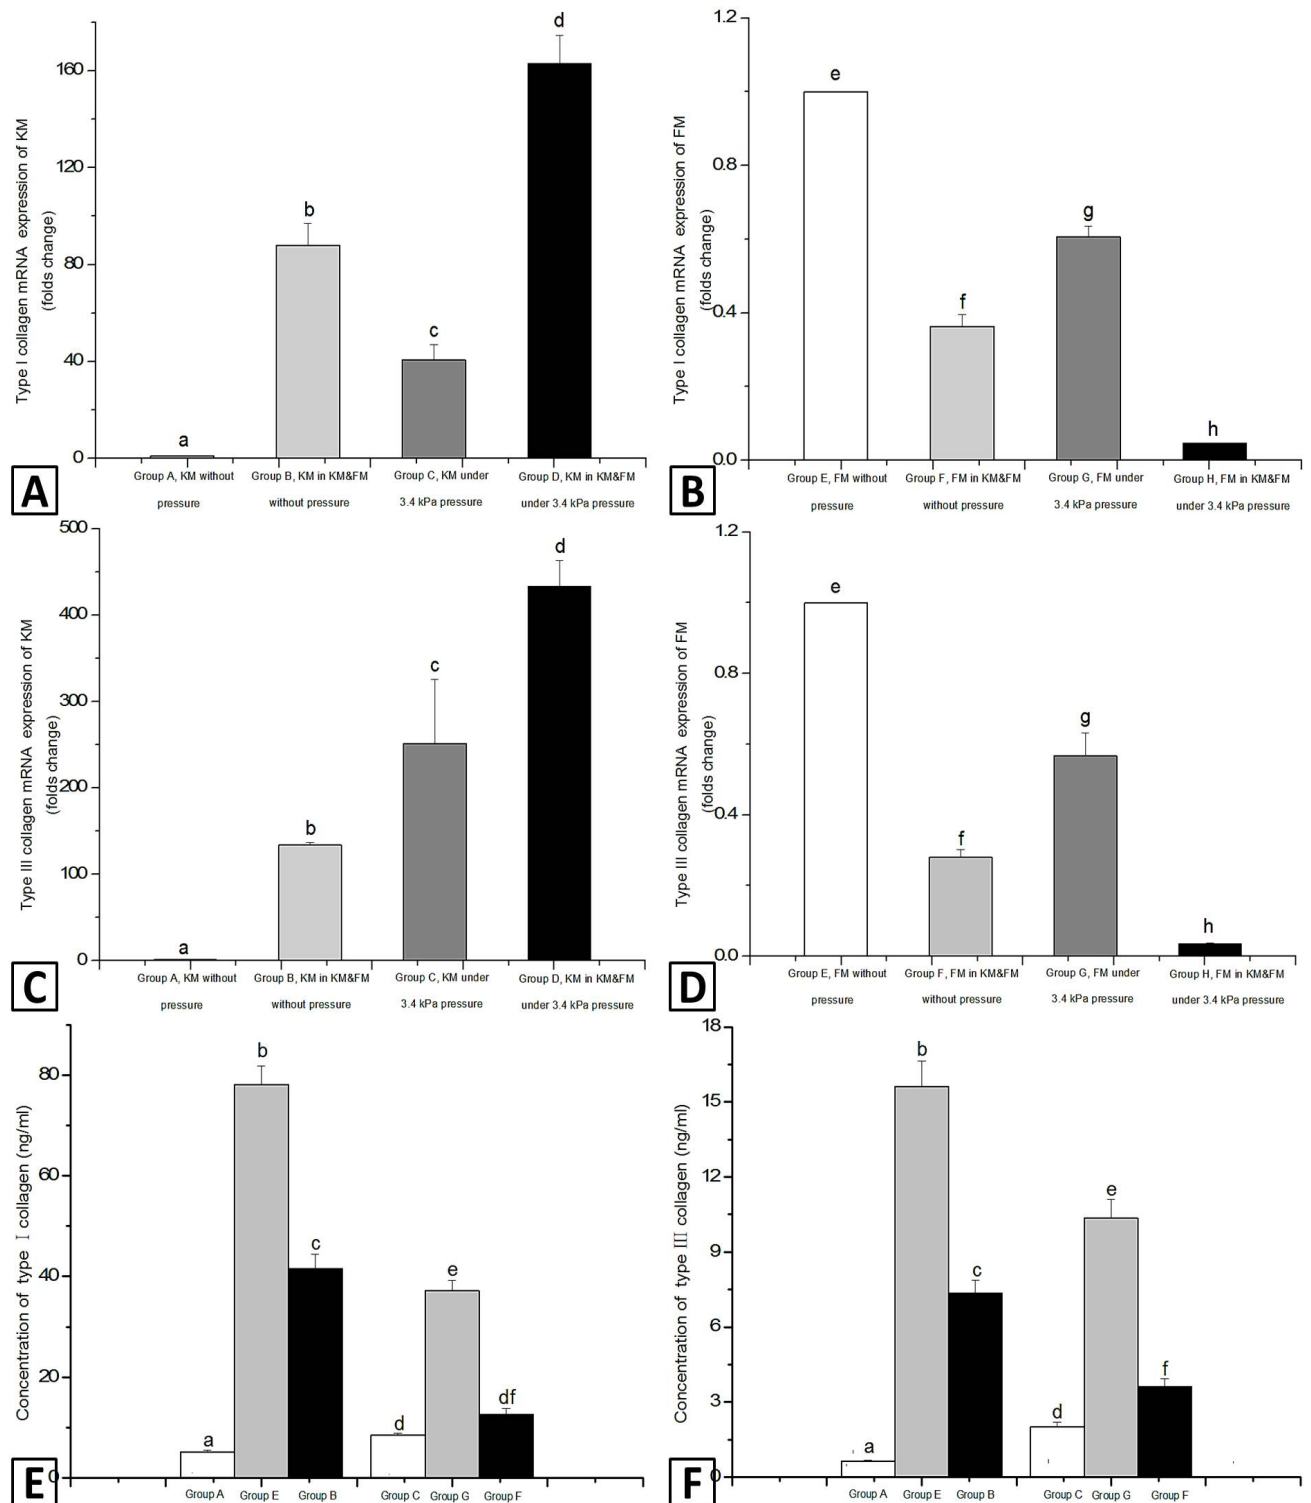 Type I collagen mRNA expression of KM
(folds change)
160
120
80
40
0
a
b
c
d
Group A, KM without
pressure
Group B, KM in KM&FM
without pressure
Group C, KM under
3.4 kPa pressure
Group D, KM in KM&FM
under 3.4 kPa pressure
A
Type I collagen mRNA expression of FM
(folds change)
1.2
0.8
0.4
0.0
e
f
g
h
Group E, FM without
pressure
Group F, FM in KM&FM
without pressure
Group G, FM under
3.4 kPa pressure
Group H, FM in KM&FM
under 3.4 kPa pressure
B
Type III collagen mRNA expression of KM
(folds change)
500
400
300
200
100
0
a
b
c
d
Group A, KM without
pressure
Group B, KM in KM&FM
without pressure
Group C, KM under
3.4 kPa pressure
Group D, KM in KM&FM
under 3.4 kPa pressure
C
Type III collagen mRNA expression of FM
(folds change)
1.2
0.8
0.4
0.0
e
f
g
h
Group E, FM without
pressure
Group F, FM in KM&FM
without pressure
Group G, FM under
3.4 kPa pressure
Group H, FM in KM&FM
under 3.4 kPa pressure
D
Concentration of type I collagen (ng/ml)
80
60
40
20
0
a
b
c
d
e
df
Group A
Group E
Group B
Group C
Group G
Group F
E
Concentration of type III collagen (ng/ml)
18
15
12
9
6
3
0
a
b
c
d
e
f
Group A
Group E
Group B
Group C
Group G
Group F
F